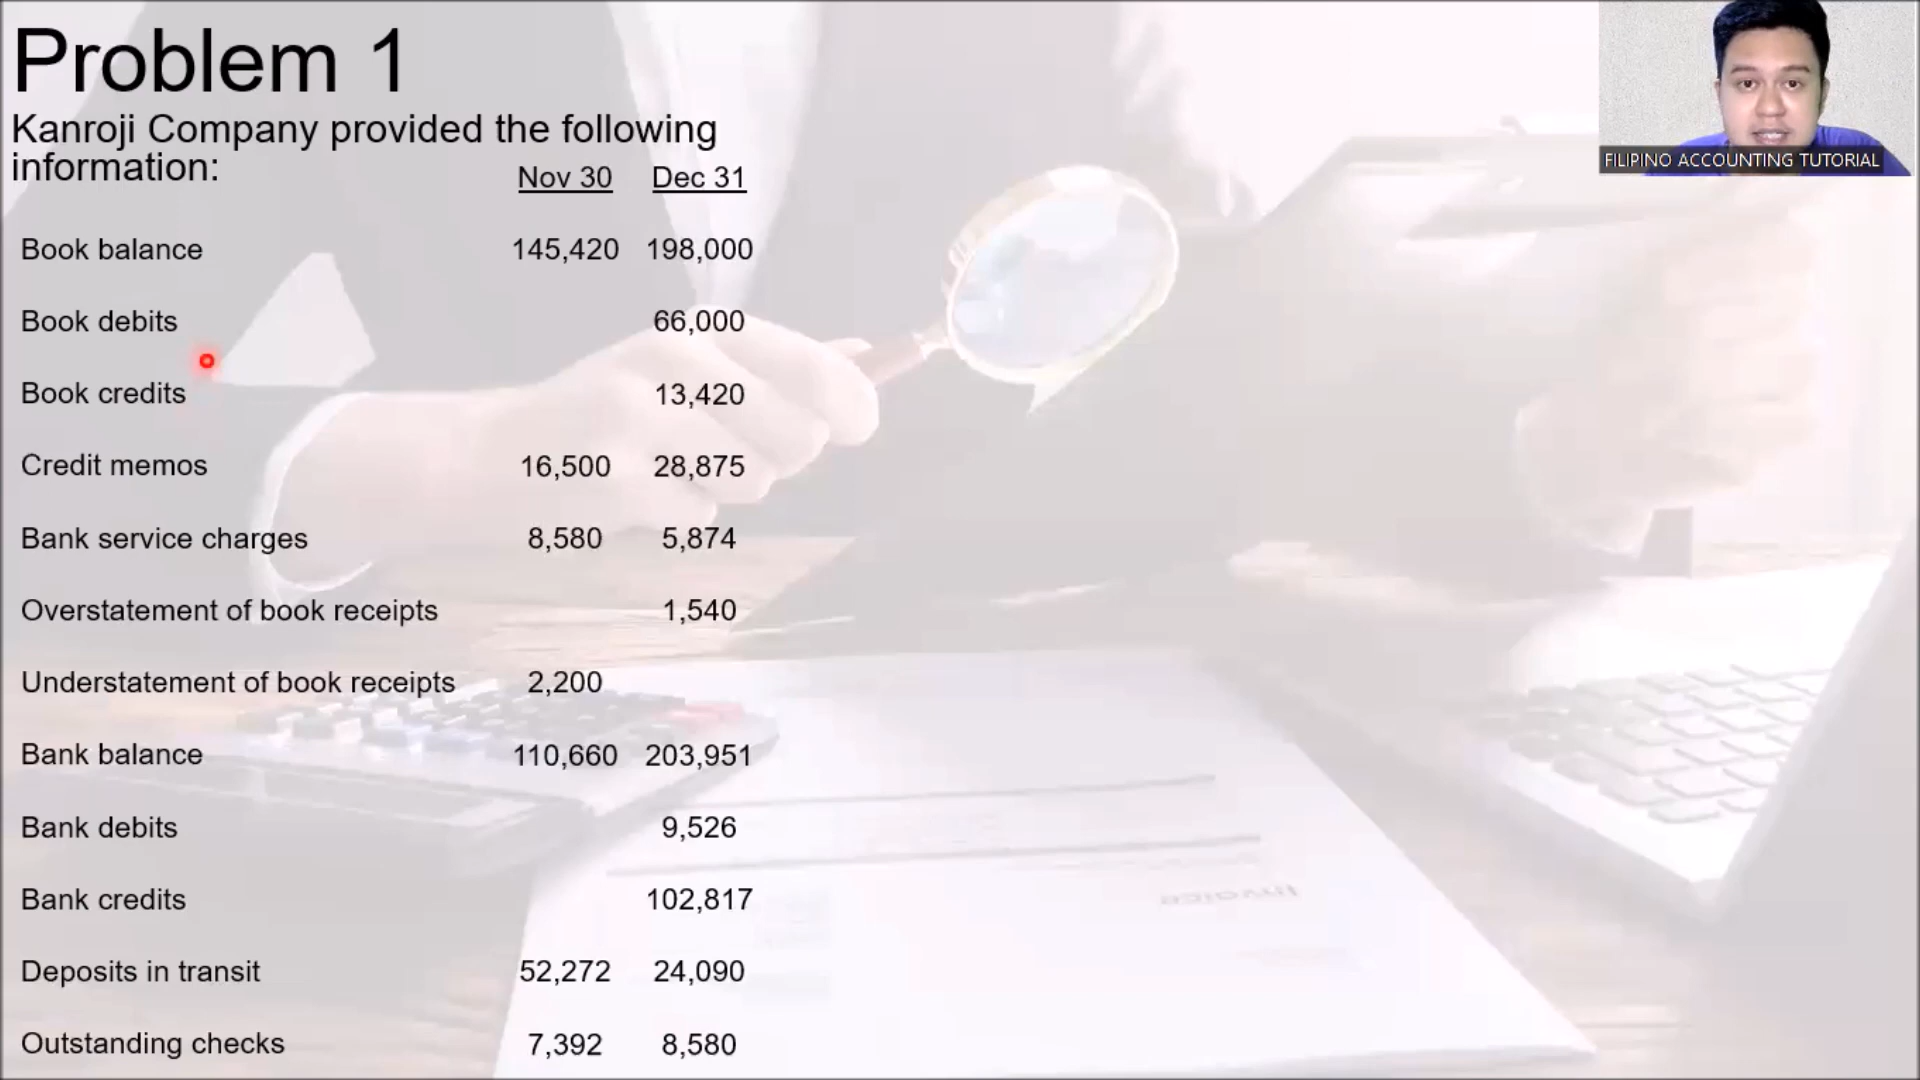 Problem 1
Kanroji Company provided the following
information:
Nov 30 Dec 31
Book balance 145,420 198,000
Book debits 66,000
Book credits 13,420
Credit memos 16,500 28,875
Bank service charges 8,580 5,874
Overstatement of book receipts 1,540
Understatement of book receipts 2,200
Bank balance 110,660 203,951
Bank debits 9,526
Bank credits 102,817
Deposits in transit 52,272 24,090
Outstanding checks 7,392 8,580
FILIPINO ACCOUNTING TUTORIAL
Invoice